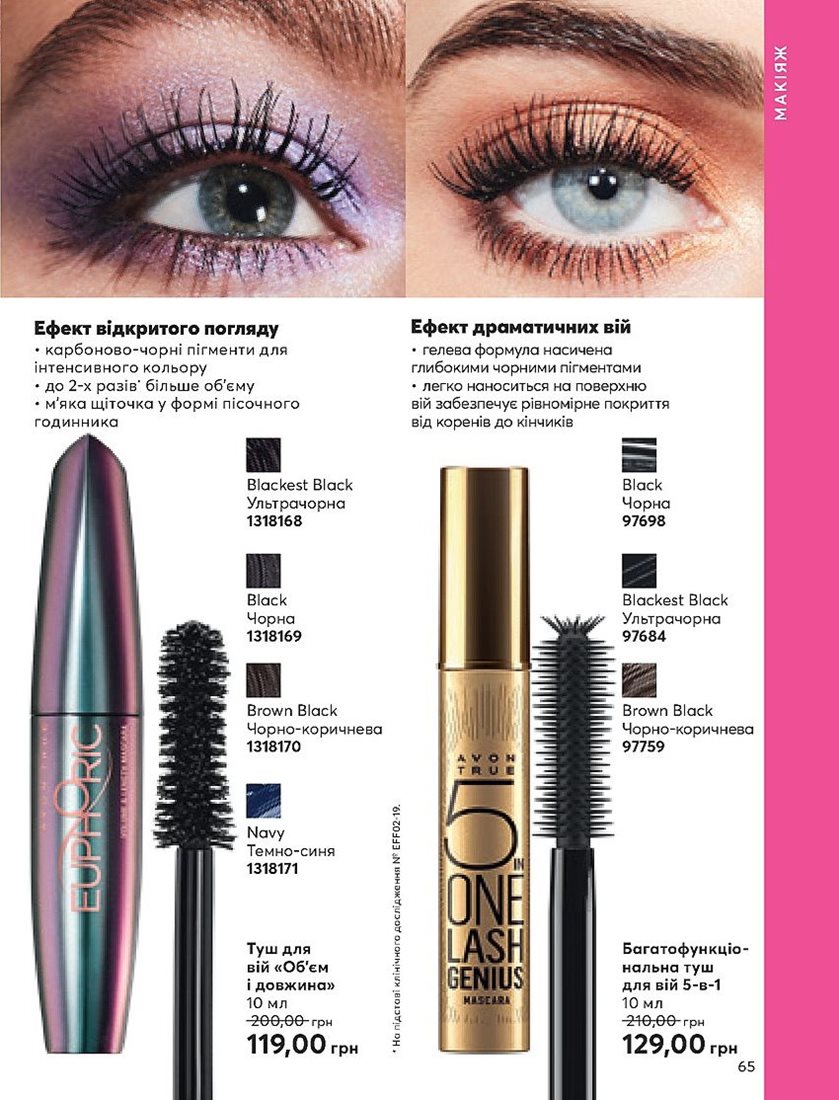 МАКІЯЖ
Ефект відкритого погляду
• карбоново-чорні пігменти для
інтенсивного кольору
• до 2-х разів* більше об'єму
• м'яка щіточка у формі пісочного
годинника
Blackest Black
Ультрачорна
1318168
Black
Чорна
1318169
Brown Black
Чорно-коричнева
1318170
Navy
Темно-синя
1318171
AVON TRUE
EUPHORIC
VOLUME & LENGTH MASCARA
Туш для
вій «Об'єм
і довжина»
10 мл
200,00 грн
119,00 грн
* На підставі клінічного дослідження № EFF02-19.
Ефект драматичних вій
• гелева формула насичена
глибокими чорними пігментами
• легко наноситься на поверхню
вій забезпечує рівномірне покриття
від коренів до кінчиків
Black
Чорна
97698
Blackest Black
Ультрачорна
97684
Brown Black
Чорно-коричнева
97759
AVON
TRUE
5
IN
ONE
LASH
GENIUS
MASCARA
Багатофункціо-
нальна туш
для вій 5-в-1
10 мл
210,00 грн
129,00 грн
65